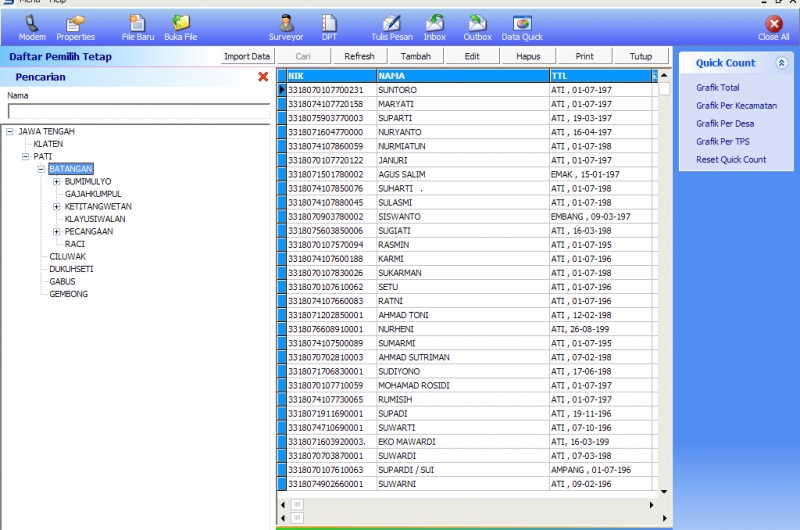 Menu Help
Modem Properties File Baru Buka File Surveyor DPT Tulis Pesan Inbox Outbox Data Quick Close All
Daftar Pemilih Tetap
Import Data Cari Refresh Tambah Edit Hapus Print Tutup
Pencarian
Nama
JAWA TENGAH
KLATEN
PATI
BATANGAN
BUMIMULYO
GAJAHKUMPUL
KETITANGWETAN
KLAYUSIWALAN
PECANGAAN
RACI
CILUWAK
DUKUHSETI
GABUS
GEMBONG
NIK NAMA TTL
3318070107700231 SUNTORO ATI , 01-07-197
3318074107720158 MARYATI ATI , 01-07-197
3318075903770003 SUPARTI ATI , 19-03-197
3318071604770000 NURYANTO ATI , 16-04-197
3318074107860059 NURMIATUN ATI , 01-07-198
3318070107720122 JANURI ATI , 01-07-197
3318071501780002 AGUS SALIM EMAK , 15-01-197
3318074107850076 SUHARTI . ATI , 01-07-198
3318074107880045 SULASMI ATI , 01-07-198
3318070903780002 SISWANTO EMBANG , 09-03-197
3318075603850006 SUGIATI ATI , 16-03-198
3318070107570094 RASMIN ATI , 01-07-195
3318074107600188 KARMI ATI , 01-07-196
3318070107830026 SUKARMAN ATI , 01-07-198
3318070107610062 SETU ATI , 01-07-196
3318074107660083 RATNI ATI , 01-07-196
3318071202850001 AHMAD TONI ATI , 12-02-198
3318076608910001 NURHENI ATI, 26-08-199
3318074107500089 SUMARMI ATI , 01-07-195
3318070702810003 AHMAD SUTRIMAN ATI , 07-02-198
3318071706830001 SUDIYONO ATI , 17-06-198
3318070107710059 MOHAMAD ROSIDI ATI , 01-07-197
3318074107730065 RUMISIH ATI , 01-07-197
3318071911690001 SUPADI ATI , 19-11-196
3318074710690001 SUWARTI ATI , 07-10-196
3318071603920003. EKO MAWARDI ATI, 16-03-199
3318070703870001 SUWARDI ATI , 07-03-198
3318070107610063 SUPARDI / SUI AMPANG , 01-07-196
3318074902660001 SUWARNI ATI , 09-02-196
Quick Count
Grafik Total
Grafik Per Kecamatan
Grafik Per Desa
Grafik Per TPS
Reset Quick Count